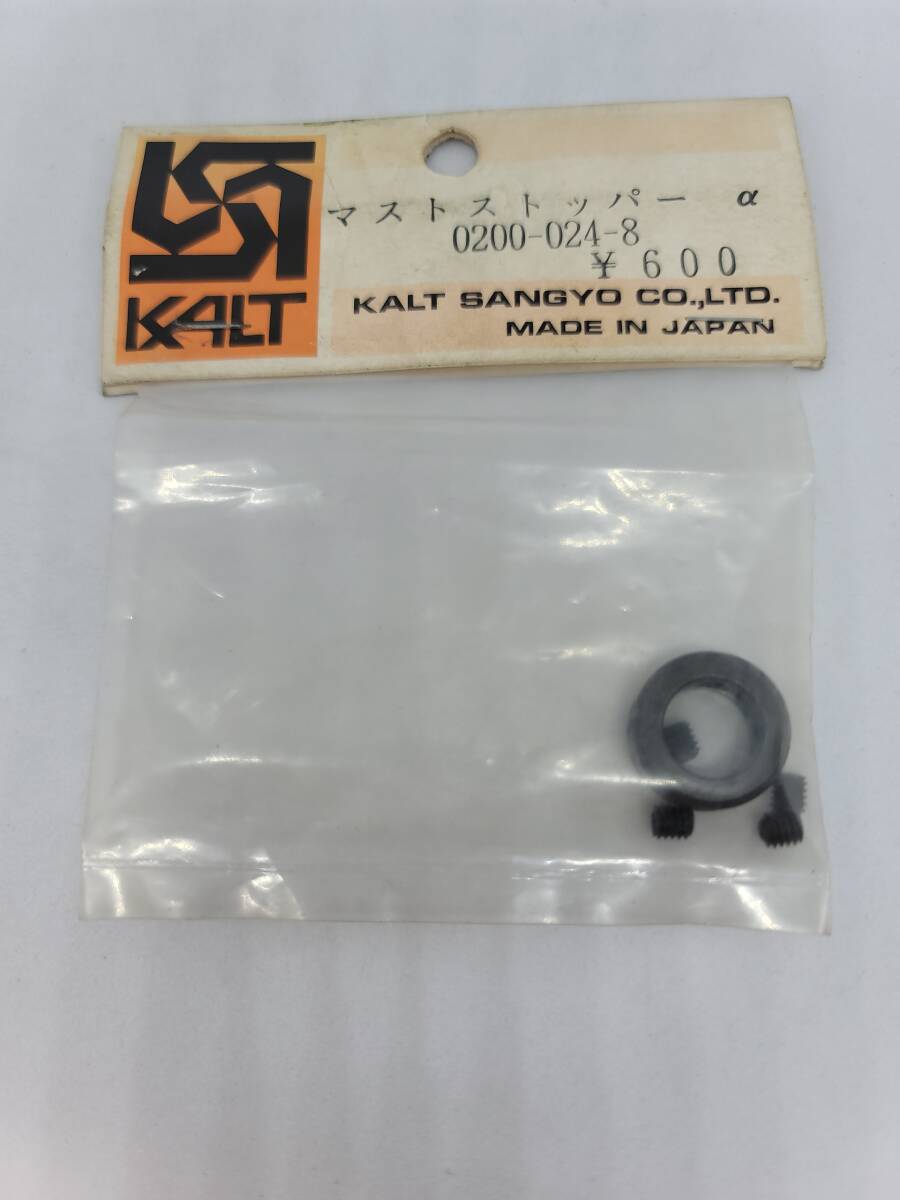 マストストッパー α
0200-024-8
¥600
KALT
KALT SANGYO CO.,LTD.
MADE IN JAPAN